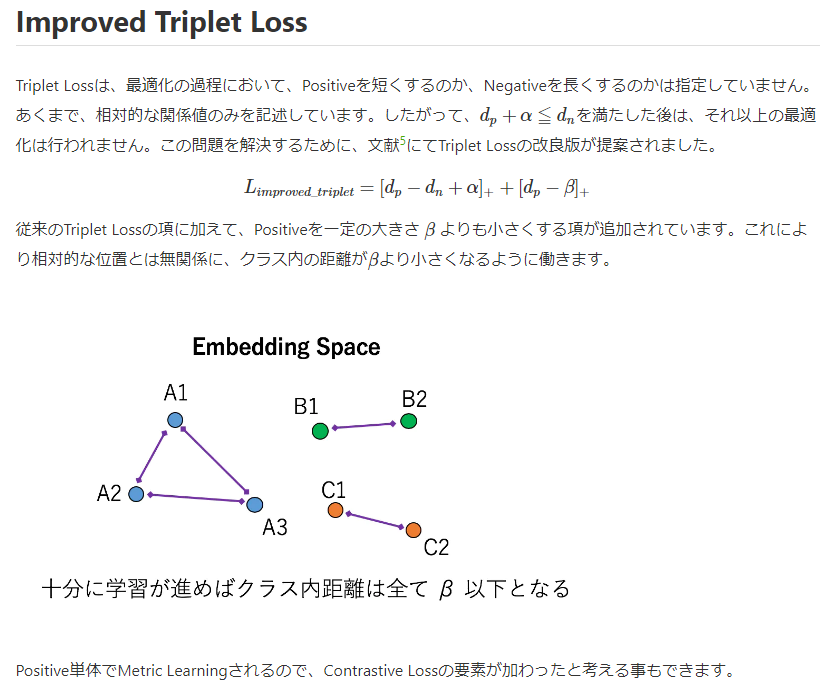 Improved Triplet Loss
Triplet Lossは、最適化の過程において、Positiveを短くするのか、Negativeを長くするのかは指定していません。
あくまで、相対的な関係値のみを記述しています。したがって、d_p + α ≦ d_nを満たした後は、それ以上の最適
化は行われません。この問題を解決するために、文献5にてTriplet Lossの改良版が提案されました。
L_improved_triplet = [d_p − d_n + α]_+ + [d_p − β]_+
従来のTriplet Lossの項に加えて、Positiveを一定の大きさ β よりも小さくする項が追加されています。これによ
り相対的な位置とは無関係に、クラス内の距離がβより小さくなるように働きます。
Embedding Space
A1
B1
B2
A2
A3
C1
C2
十分に学習が進めばクラス内距離は全て β 以下となる
Positive単体でMetric Learningされるので、Contrastive Lossの要素が加わったと考える事もできます。